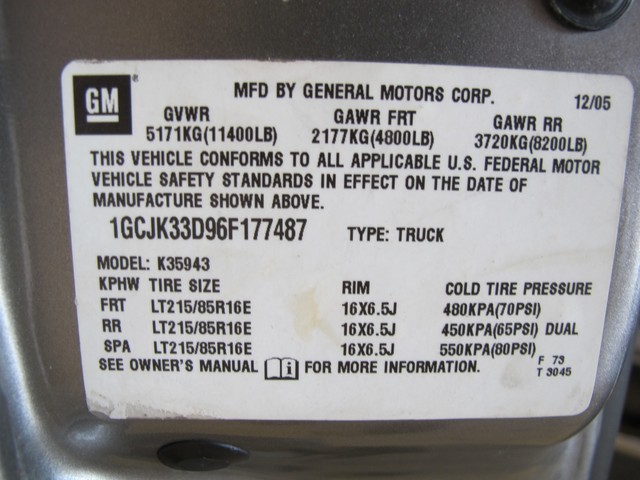 GM
MFD BY GENERAL MOTORS CORP. 12/05
GVWR GAWR FRT GAWR RR
5171KG(11400LB) 2177KG(4800LB) 3720KG(8200LB)
THIS VEHICLE CONFORMS TO ALL APPLICABLE U.S. FEDERAL MOTOR
VEHICLE SAFETY STANDARDS IN EFFECT ON THE DATE OF
MANUFACTURE SHOWN ABOVE.
1GCJK33D96F177487 TYPE: TRUCK
MODEL: K35943
KPHW TIRE SIZE RIM COLD TIRE PRESSURE
FRT LT215/85R16E 16X6.5J 480KPA(70PSI)
RR LT215/85R16E 16X6.5J 450KPA(65PSI) DUAL
SPA LT215/85R16E 16X6.5J 550KPA(80PSI)
SEE OWNER'S MANUAL i FOR MORE INFORMATION. F 73
T 3045